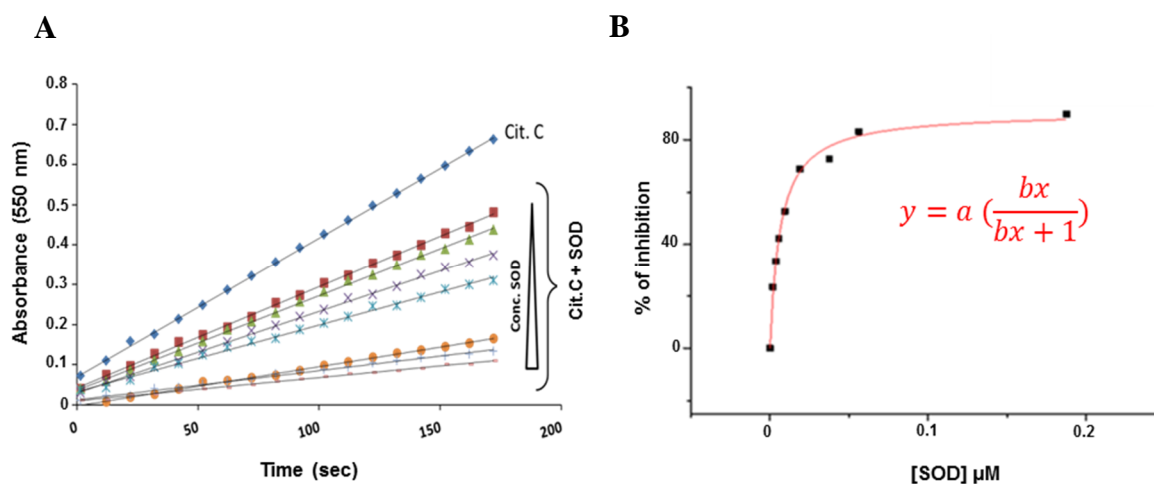 A
B
0.8
0.7
0.6
0.5
0.4
0.3
0.2
0.1
0
0
50
100
150
200
Absorbance (550 nm)
Time (sec)
Cit. C
Conc. SOD
Cit.C + SOD
80
40
0
0
0.1
0.2
% of inhibition
[SOD] µM
y = a (bx / bx + 1)